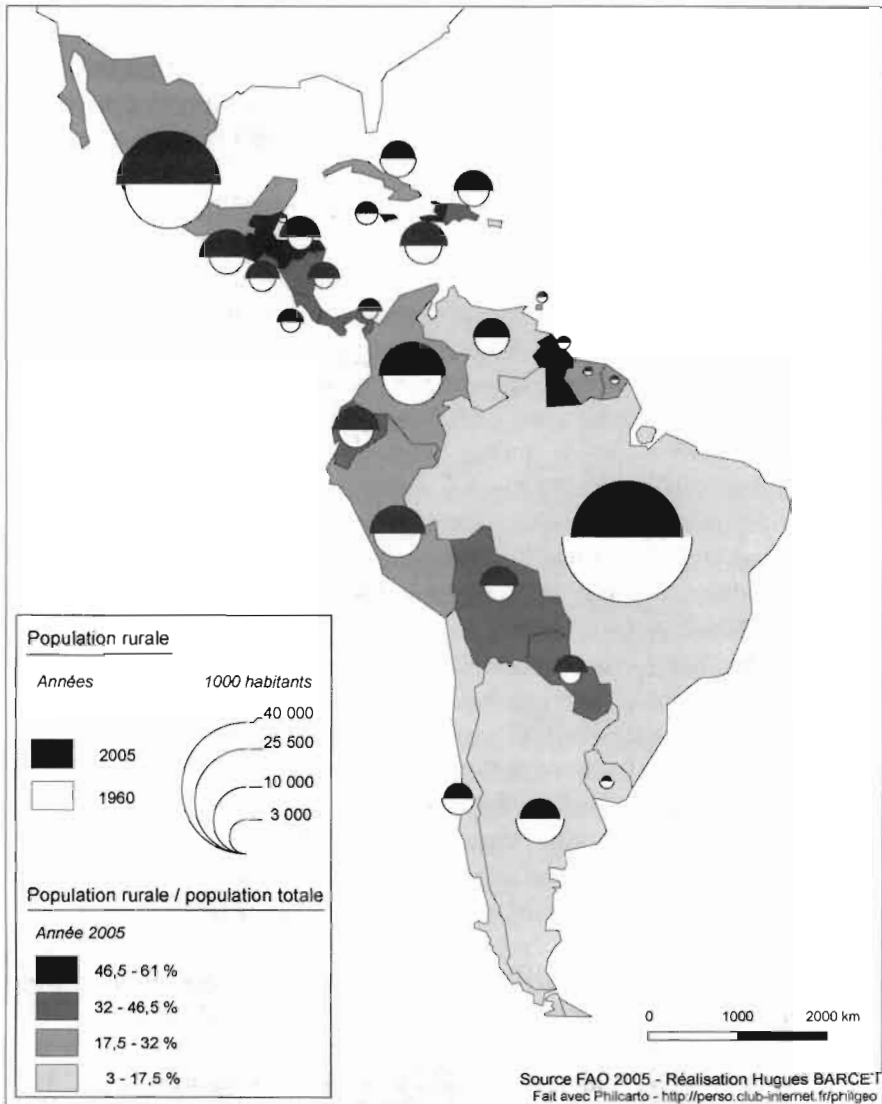 Population rurale
Années 1000 habitants
40 000
25 500
10 000
3 000
2005
1960
Population rurale / population totale
Année 2005
46,5 - 61 %
32 - 46,5 %
17,5 - 32 %
3 - 17,5 %
0 1000 2000 km
Source FAO 2005 - Réalisation Hugues BARCET
Fait avec Philcarto - http://perso.club-internet.fr/philgeo